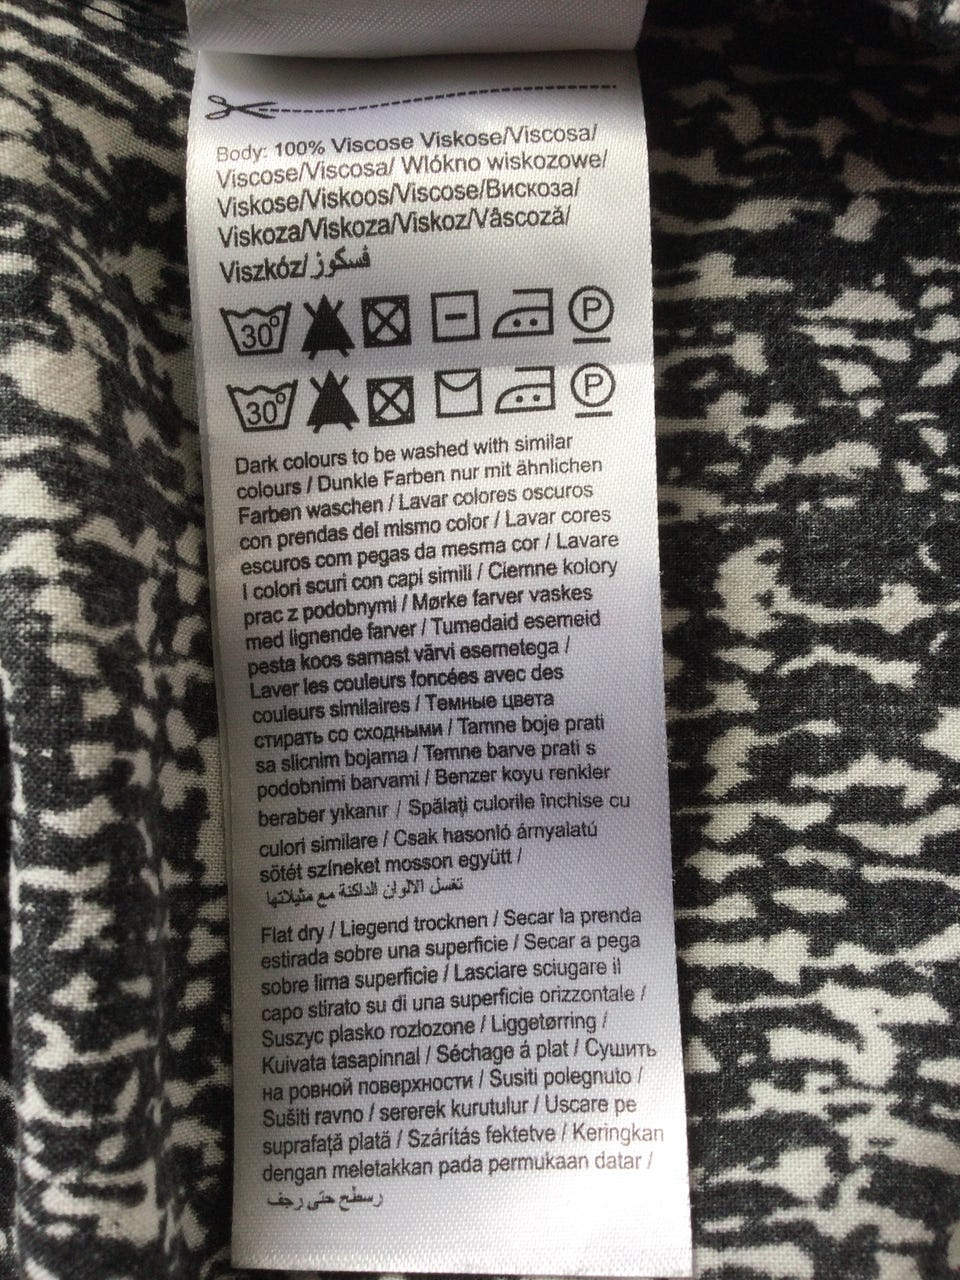 Body: 100% Viscose Viskose/Viscosa/
Viscose/Viscosa/ Wlókno wiskozowe/
Viskose/Viskoos/Viscose/Вискоза/
Viskoza/Viskoza/Viskoz/Vâscoză/
Viszkóz/فسكوز
30° P
30° P
Dark colours to be washed with similar
colours / Dunkle Farben nur mit ähnlichen
Farben waschen / Lavar colores oscuros
con prendas del mismo color / Lavar cores
escuros com pegas da mesma cor / Lavare
I colori scuri con capi simili / Ciemne kolory
prac z podobnymi / Mørke farver vaskes
med lignende farver / Tumedaid esemeid
pesta koos samast värvi esemetega /
Laver les couleurs foncées avec des
couleurs similaires / Темные цвета
стирать со сходными / Tamne boje prati
sa slicnim bojama / Temne barve prati s
podobnimi barvami / Benzer koyu renkler
beraber yıkanır / Spălaţi culorile închise cu
culori similare / Csak hasonló árnyalatú
sötét színeket mosson együtt /
تغسل الالوان الداكنة مع مثيلاتها
Flat dry / Liegend trocknen / Secar la prenda
estirada sobre una superficie / Secar a pega
sobre lima superficie / Lasciare sciugare il
capo stirato su di una superficie orizzontale /
Suszyc plasko rozlozone / Liggetørring /
Kuivata tasapinnal / Séchage á plat / Сушить
на ровной поверхности / Susiti polegnuto /
Sušiti ravno / sererek kurutulur / Uscare pe
suprafaţă plată / Szárítás fektetve / Keringkan
dengan meletakkan pada permukaan datar /
رسطح حتى رجف